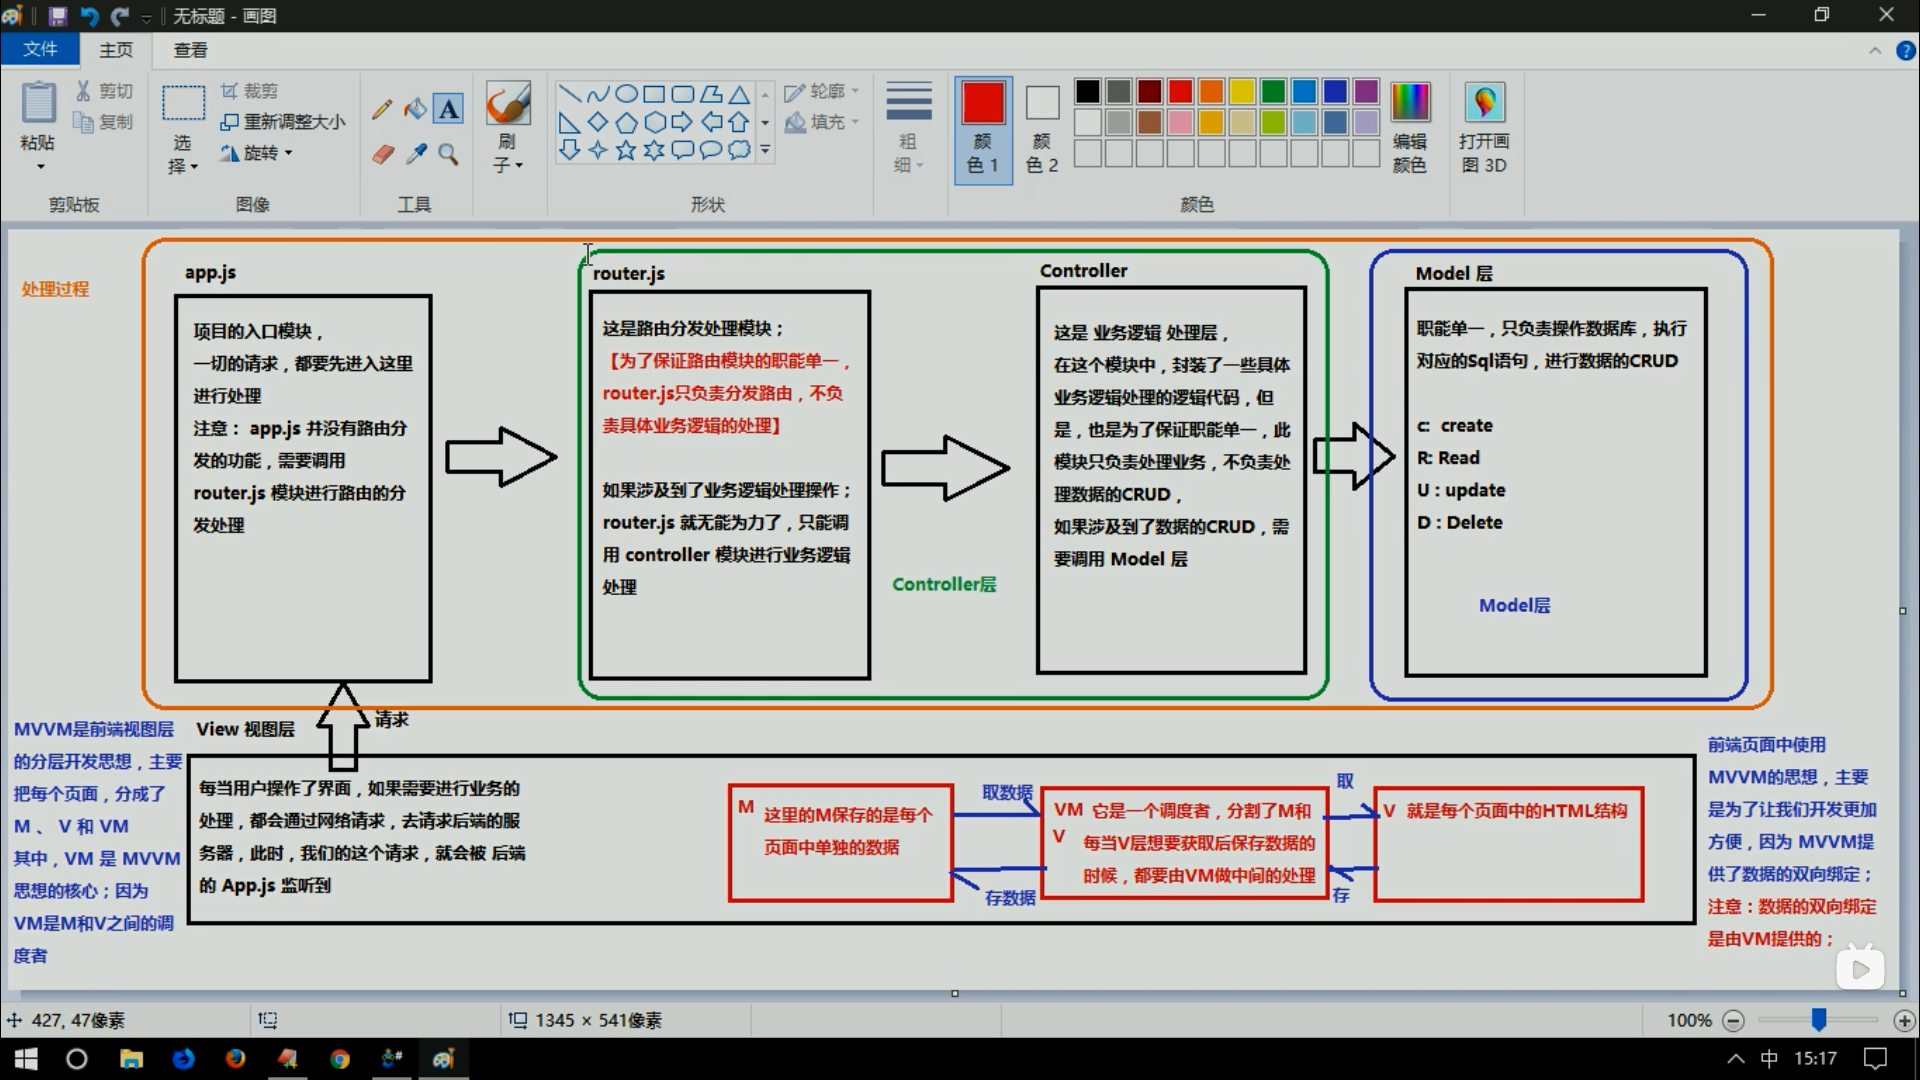 无标题 - 画图
文件
主页
查看
粘贴
剪切
复制
剪贴板
选
择
裁剪
重新调整大小
旋转
图像
A
工具
刷
子
轮廓
填充
形状
粗
细
颜
色 1
颜
色 2
编辑
颜色
颜色
打开画
图 3D
处理过程
app.js
项目的入口模块，
一切的请求，都要先进入这里
进行处理
注意： app.js 并没有路由分
发的功能，需要调用
router.js 模块进行路由的分
发处理
router.js
这是路由分发处理模块；
【为了保证路由模块的职能单一，
router.js只负责分发路由，不负
责具体业务逻辑的处理】
如果涉及到了业务逻辑处理操作；
router.js 就无能为力了，只能调
用 controller 模块进行业务逻辑
处理
Controller层
Controller
这是 业务逻辑 处理层，
在这个模块中，封装了一些具体
业务逻辑处理的逻辑代码，但
是，也是为了保证职能单一，此
模块只负责处理业务，不负责处
理数据的CRUD，
如果涉及到了数据的CRUD，需
要调用 Model 层
Model 层
职能单一，只负责操作数据库，执行
对应的Sql语句，进行数据的CRUD
c: create
R: Read
U : update
D : Delete
Model层
请求
MVVM是前端视图层
的分层开发思想，主要
把每个页面，分成了
M 、 V 和 VM
其中，VM 是 MVVM
思想的核心；因为
VM是M和V之间的调
度者
View 视图层
每当用户操作了界面，如果需要进行业务的
处理，都会通过网络请求，去请求后端的服
务器，此时，我们的这个请求，就会被 后端
的 App.js 监听到
M 这里的M保存的是每个
页面中单独的数据
取数据
存数据
VM 它是一个调度者，分割了M和
V
每当V层想要获取后保存数据的
时候，都要由VM做中间的处理
取
存
V 就是每个页面中的HTML结构
前端页面中使用
MVVM的思想，主要
是为了让我们开发更加
方便，因为 MVVM提
供了数据的双向绑定；
注意：数据的双向绑定
是由VM提供的；
427, 47像素
1345 × 541像素
100%
中
15:17